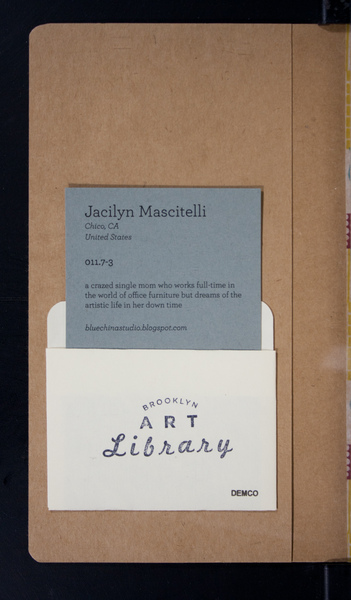 Jacilyn Mascitelli
Chico, CA
United States
011.7-3
a crazed single mom who works full-time in
the world of office furniture but dreams of the
artistic life in her down time
bluechinastudio.blogspot.com
BROOKLYN
ART
Library
DEMCO